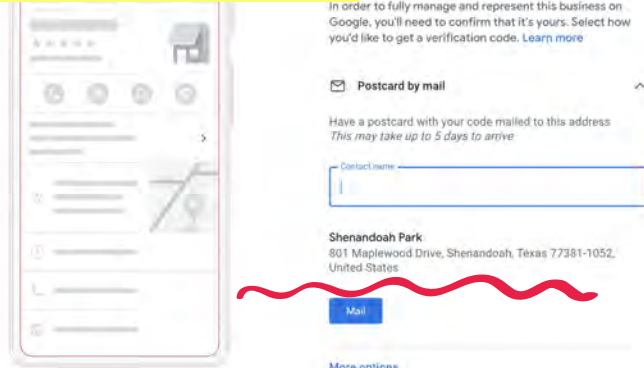 In order to fully manage and represent this business on
Google, you'll need to confirm that it's yours. Select how
you'd like to get a verification code. Learn more
Postcard by mail
Have a postcard with your code mailed to this address
This may take up to 5 days to arrive
Contact name
Shenandoah Park
801 Maplewood Drive, Shenandoah, Texas 77381-1052,
United States
Mail
More options